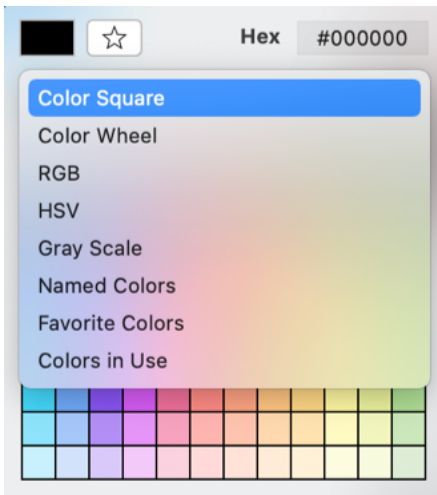 Hex #000000
Color Square
Color Wheel
RGB
HSV
Gray Scale
Named Colors
Favorite Colors
Colors in Use